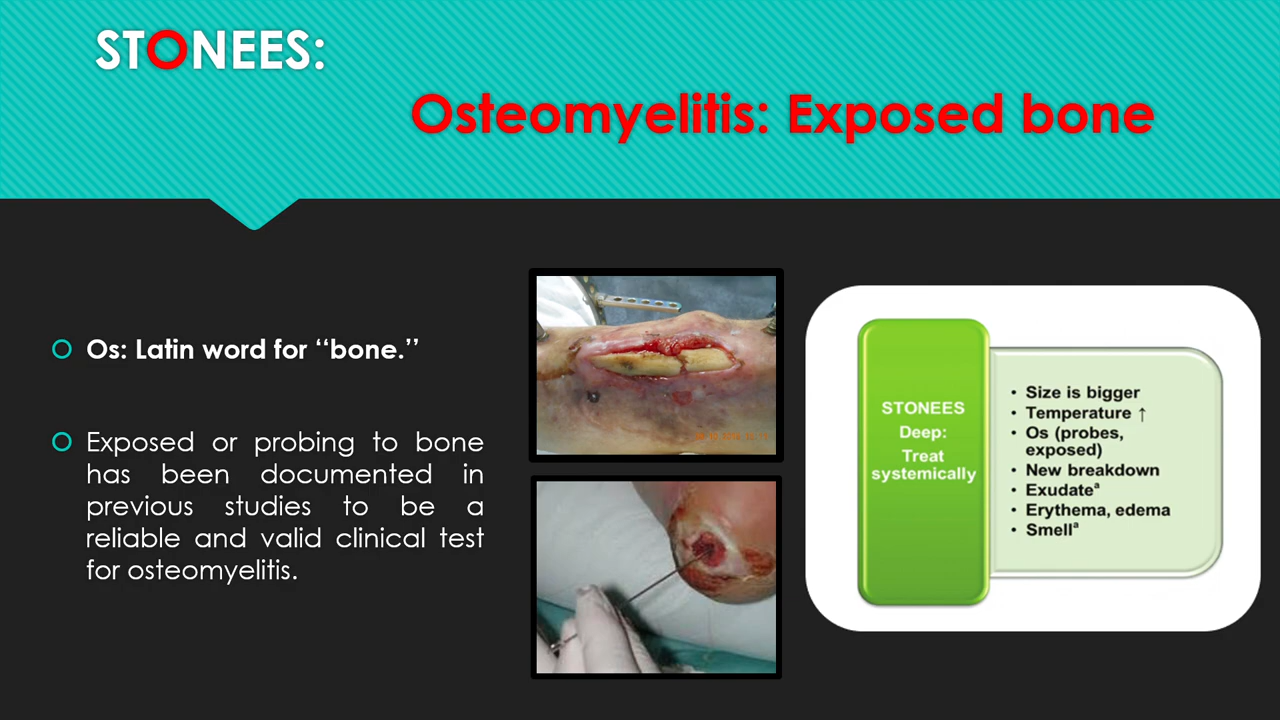 STONEES:
Osteomyelitis: Exposed bone
Os: Latin word for ‘‘bone.’’
Exposed or probing to bone
has been documented in
previous studies to be a
reliable and valid clinical test
for osteomyelitis.
STONEES
Deep:
Treat
systemically
• Size is bigger
• Temperature ↑
• Os (probes,
exposed)
• New breakdown
• Exudateᵃ
• Erythema, edema
• Smellᵃ